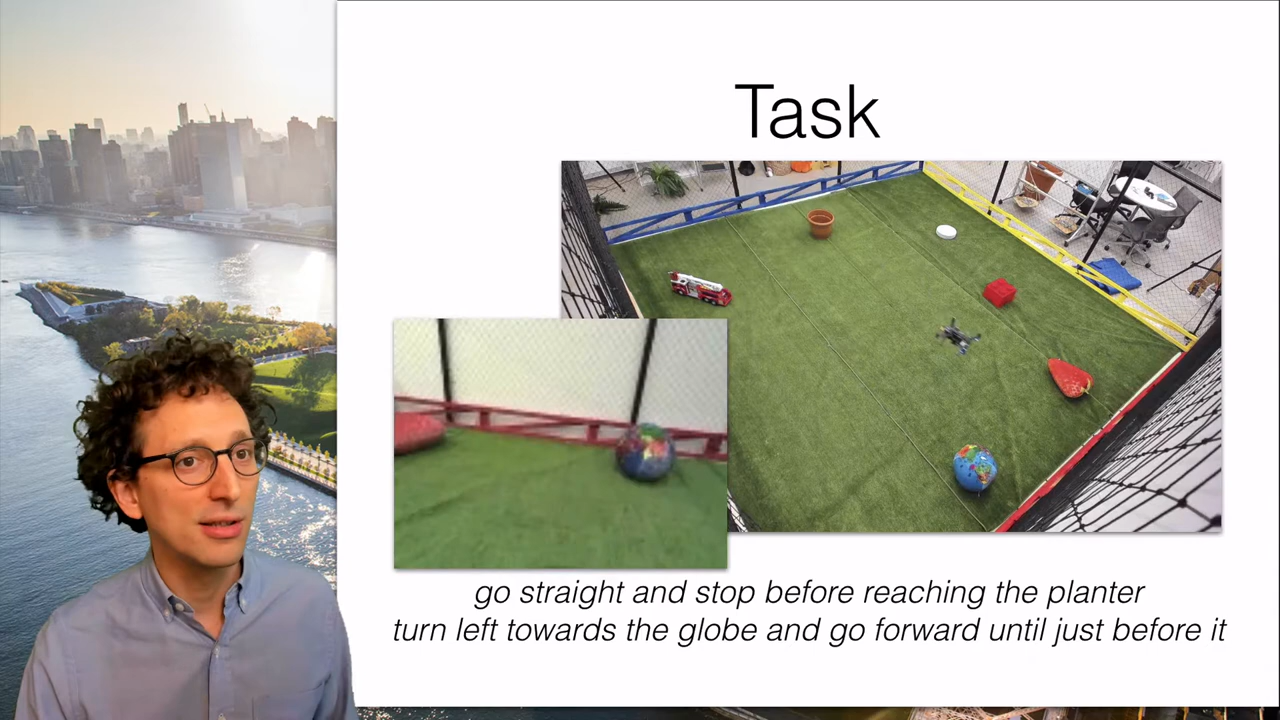 Task
go straight and stop before reaching the planter
turn left towards the globe and go forward until just before it